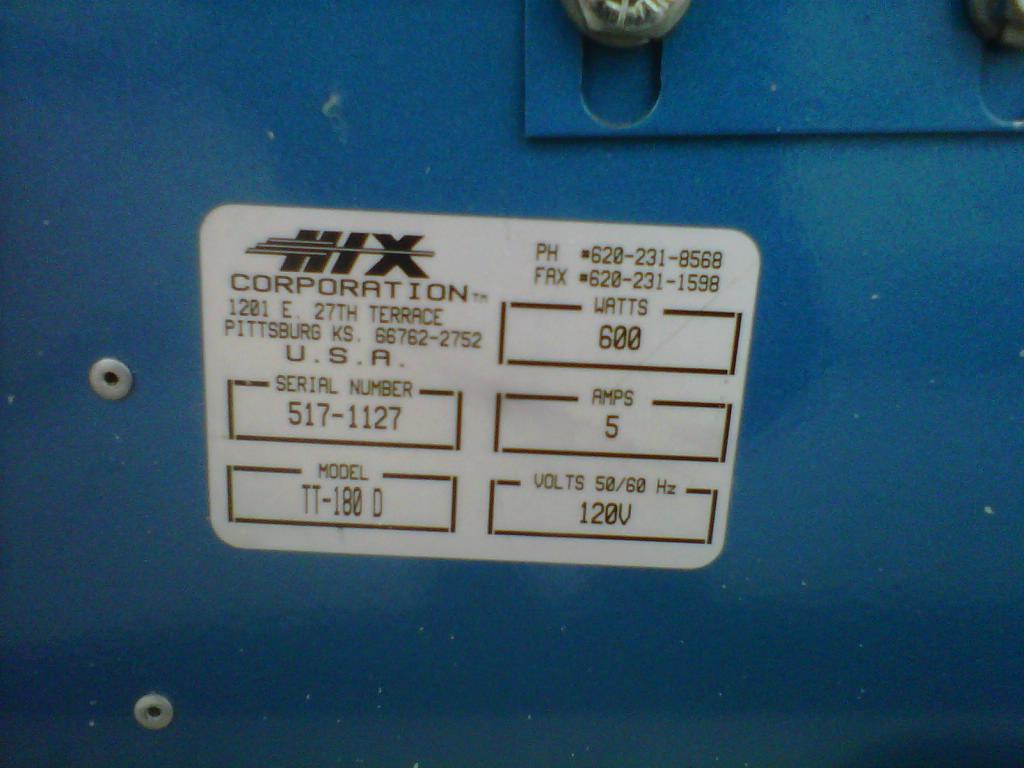 HIX
CORPORATION™
1201 E. 27TH TERRACE
PITTSBURG KS. 66762-2752
U.S.A.
PH #620-231-8568
FAX #620-231-1598
WATTS
600
SERIAL NUMBER
517-1127
AMPS
5
MODEL
TT-180 D
VOLTS 50/60 Hz
120V